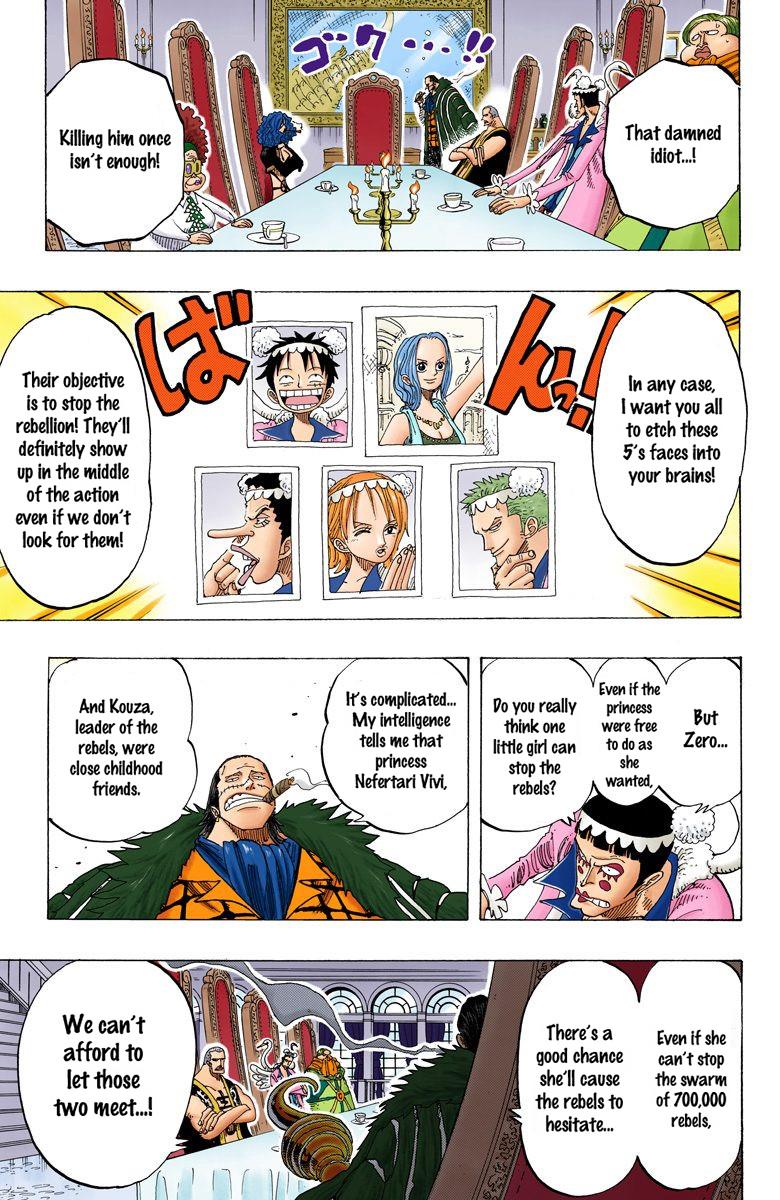 ゴク・・・!!
That damned
idiot...!
Killing him once
isn't enough!
In any case,
I want you all
to etch these
5's faces into
your brains!
ばんっ!
Their objective
is to stop the
rebellion! They'll
definitely show
up in the middle
of the action
even if we don't
look for them!
But
Zero...
Even if the
princess
were free
to do as
she
wanted,
Do you really
think one
little girl can
stop the
rebels?
It's complicated...
My intelligence
tells me that
princess
Nefertari Vivi,
And Kouza,
leader of the
rebels, were
close childhood
friends.
Even if she
can't stop
the swarm
of 700,000
rebels,
There's a
good chance
she'll cause
the rebels to
hesitate...
We can't
afford to
let those
two meet...!